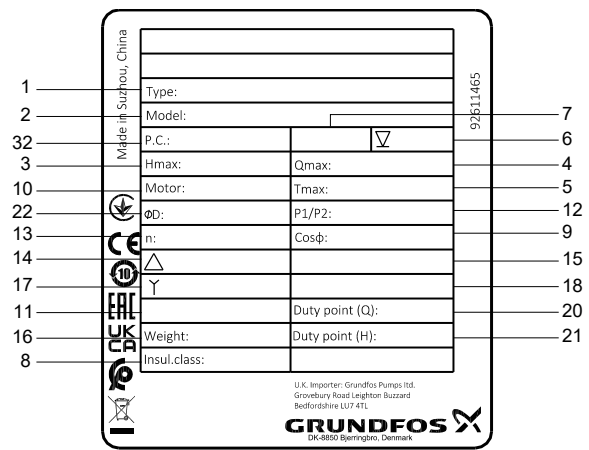 Made in Suzhou, China
92611465
1 Type:
2 Model: 7
32 P.C.: 6
3 Hmax: Qmax: 4
10 Motor: Tmax: 5
22 ΦD: P1/P2: 12
13 n: Cosϕ: 9
14 △ 15
17 Y 18
11 Duty point (Q): 20
16 Weight: Duty point (H): 21
8 Insul.class:
CE
10
EAC
UK
CA
U.K. Importer: Grundfos Pumps ltd.
Grovebury Road Leighton Buzzard
Bedfordshire LU7 4TL
GRUNDFOS
DK-8850 Bjerringbro, Denmark